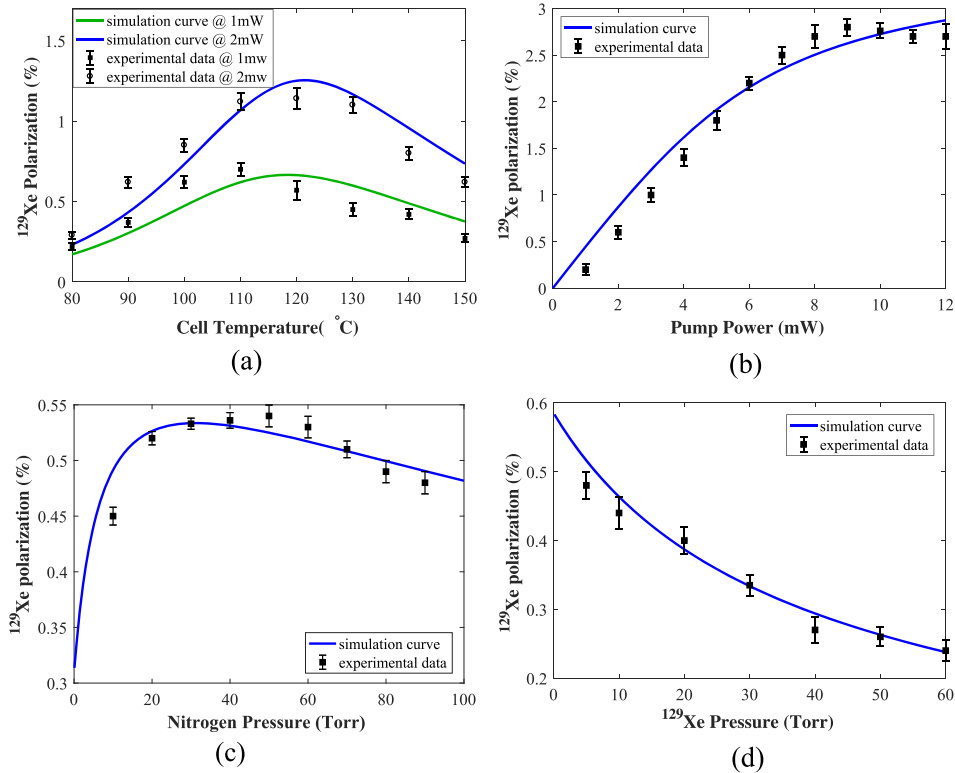 simulation curve @ 1mW
simulation curve @ 2mW
experimental data @ 1mw
experimental data @ 2mw
129Xe Polarization (%)
1
0.5
0
80 90 100 110 120 130 140 150
Cell Temperature( °C)
(a)
simulation curve
experimental data
129Xe polarization (%)
3
2.5
2
1.5
1
0.5
0
0 2 4 6 8 10 12
Pump Power (mW)
(b)
129Xe polarization (%)
0.55
0.5
0.45
0.4
0.35
0.3
simulation curve
experimental data
0 20 40 60 80 100
Nitrogen Pressure (Torr)
(c)
simulation curve
experimental data
129Xe polarization (%)
0.6
0.5
0.4
0.3
0.2
0 10 20 30 40 50 60
129Xe Pressure (Torr)
(d)